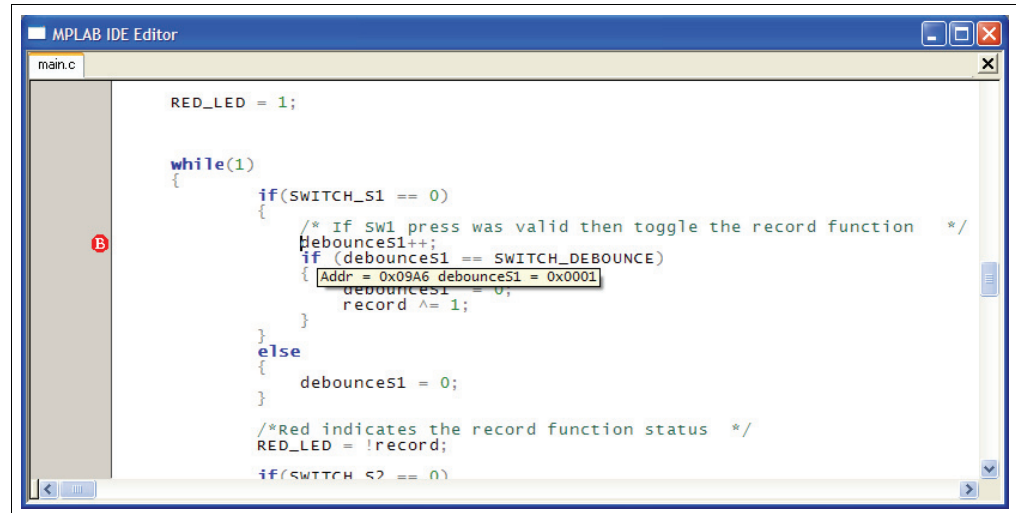 MPLAB IDE Editor
main.c
RED_LED = 1;
while(1)
{
if(SWITCH_S1 == 0)
{
/* If SW1 press was valid then toggle the record function */
B debounceS1++;
if (debounceS1 == SWITCH_DEBOUNCE)
{ Addr = 0x09A6 debounceS1 = 0x0001
debounceS1 = 0;
record ^= 1;
}
}
else
{
debounceS1 = 0;
}
/*Red indicates the record function status */
RED_LED = !record;
if(SWITCH_S2 == 0)